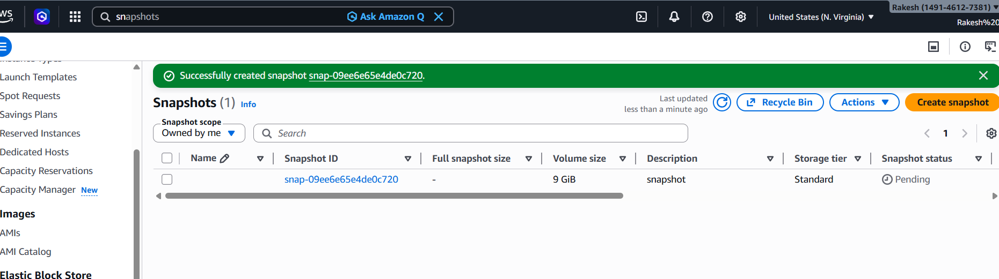 snapshots
Ask Amazon Q
United States (N. Virginia)
Rakesh (1491-4612-7381)
Rakesh%20
Launch Templates
Spot Requests
Savings Plans
Reserved Instances
Dedicated Hosts
Capacity Reservations
Capacity Manager New
Images
AMIs
AMI Catalog
Elastic Block Store
Successfully created snapshot snap-09ee6e65e4de0c720.
Snapshots (1) Info
Last updated
less than a minute ago
Recycle Bin
Actions
Create snapshot
Snapshot scope
Owned by me
Search
1
Name Snapshot ID Full snapshot size Volume size Description Storage tier Snapshot status
snap-09ee6e65e4de0c720 - 9 GiB snapshot Standard Pending